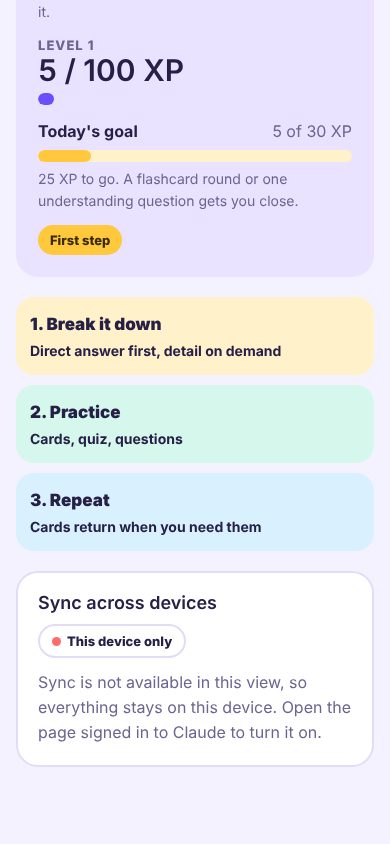 it.
LEVEL 1
5 / 100 XP
Today's goal
5 of 30 XP
25 XP to go. A flashcard round or one
understanding question gets you close.
First step
1. Break it down
Direct answer first, detail on demand
2. Practice
Cards, quiz, questions
3. Repeat
Cards return when you need them
Sync across devices
This device only
Sync is not available in this view, so
everything stays on this device. Open the
page signed in to Claude to turn it on.